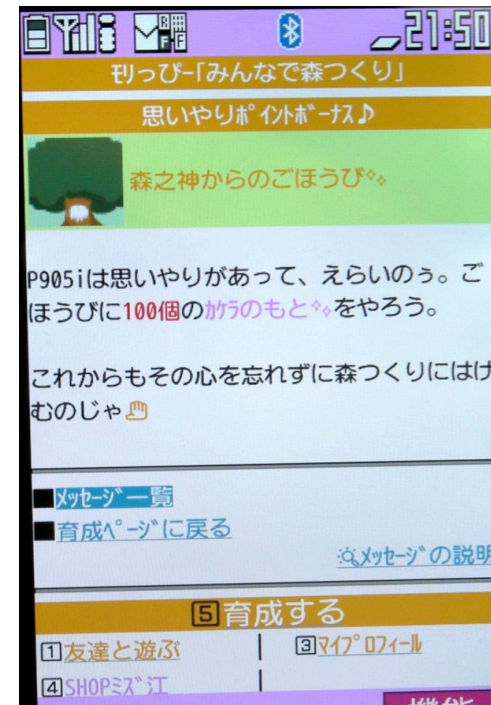 21:50
ﾓﾘっぴｰ｢みんなで森つくり｣
思いやりﾎﾟｲﾝﾄﾎﾞｰﾅｽ♪
森之神からのごほうび
P905iは思いやりがあって、えらいのぅ。ご
ほうびに100個のｶｹﾗのもとをやろう。
これからもその心を忘れずに森つくりにはげ
むのじゃ
■ﾒｯｾｰｼﾞ一覧
■育成ﾍﾟｰｼﾞに戻る
ﾒｯｾｰｼﾞの説明
5育成する
1友達と遊ぶ
3ﾏｲﾌﾟﾛﾌｨｰﾙ
4SHOPﾐｽﾞ江
機能